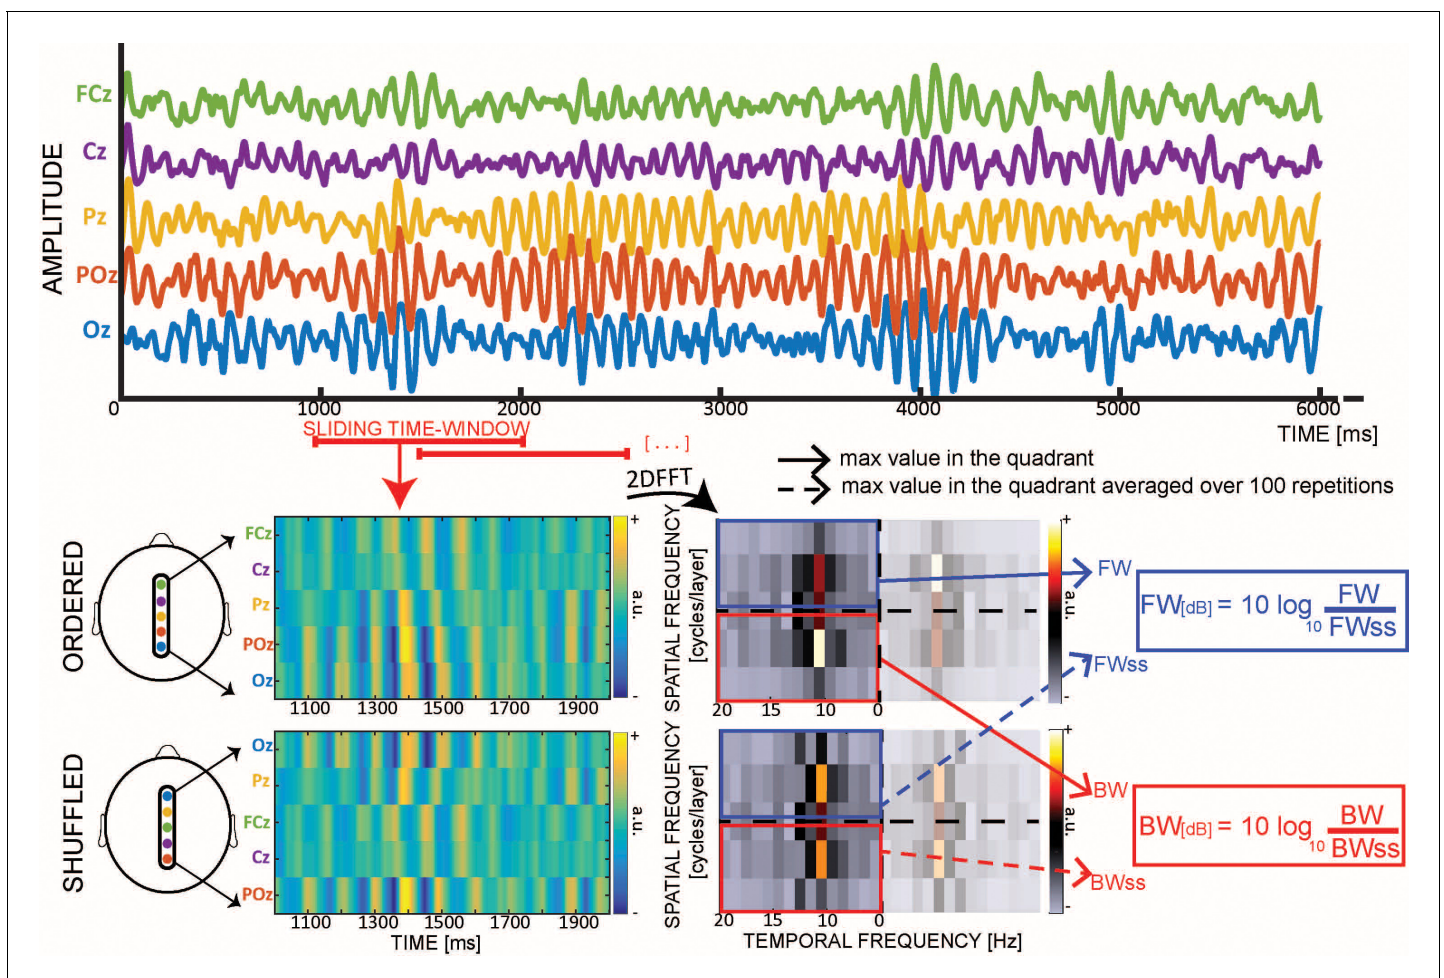 FCz
Cz
Pz
POz
Oz
AMPLITUDE
0 1000 2000 3000 4000 5000 6000
TIME [ms]
SLIDING TIME-WINDOW
[...]
2DFFT
max value in the quadrant
max value in the quadrant averaged over 100 repetitions
ORDERED
FCz
Cz
Pz
POz
Oz
1100 1300 1500 1700 1900
+
a.u.
-
SPATIAL FREQUENCY
[cycles/layer]
20 15 10 5 0
+
a.u.
-
FW
FWss
FW[dB] = 10 log10 FW
FWss
SHUFFLED
Oz
Pz
FCz
Cz
POz
1100 1300 1500 1700 1900
TIME [ms]
+
a.u.
-
SPATIAL FREQUENCY
[cycles/layer]
20 15 10 5 0
TEMPORAL FREQUENCY [Hz]
+
a.u.
-
BW
BWss
BW[dB] = 10 log10 BW
BWss